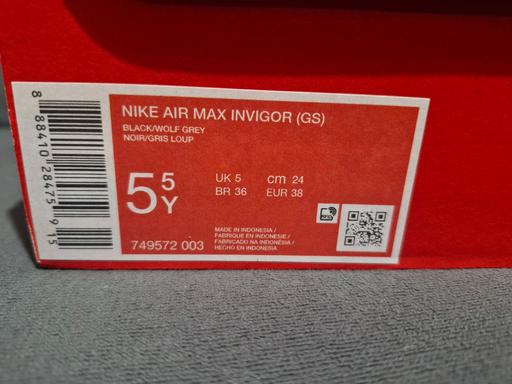 8 88410 28475 9 15
NIKE AIR MAX INVIGOR (GS)
BLACK/WOLF GREY
NOIR/GRIS LOUP
5 5 Y
UK 5 cm 24
BR 36 EUR 38
749572 003
MADE IN INDONESIA /
FABRIQUE EN INDONESIE /
FABRICADO NA INDONESIA /
HECHO EN INDONESIA